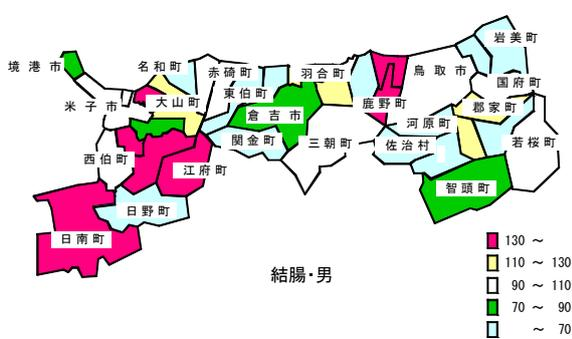 岩美町
境港市
名和町
赤碕町
羽合町
鳥取市
国府町
東伯町
米子市
大山町
鹿野町
郡家町
倉吉市
河原町
関金町
三朝町
佐治村
若桜町
西伯町
江府町
智頭町
日野町
日南町
結腸・男
130 ～
110 ～ 130
90 ～ 110
70 ～ 90
～ 70